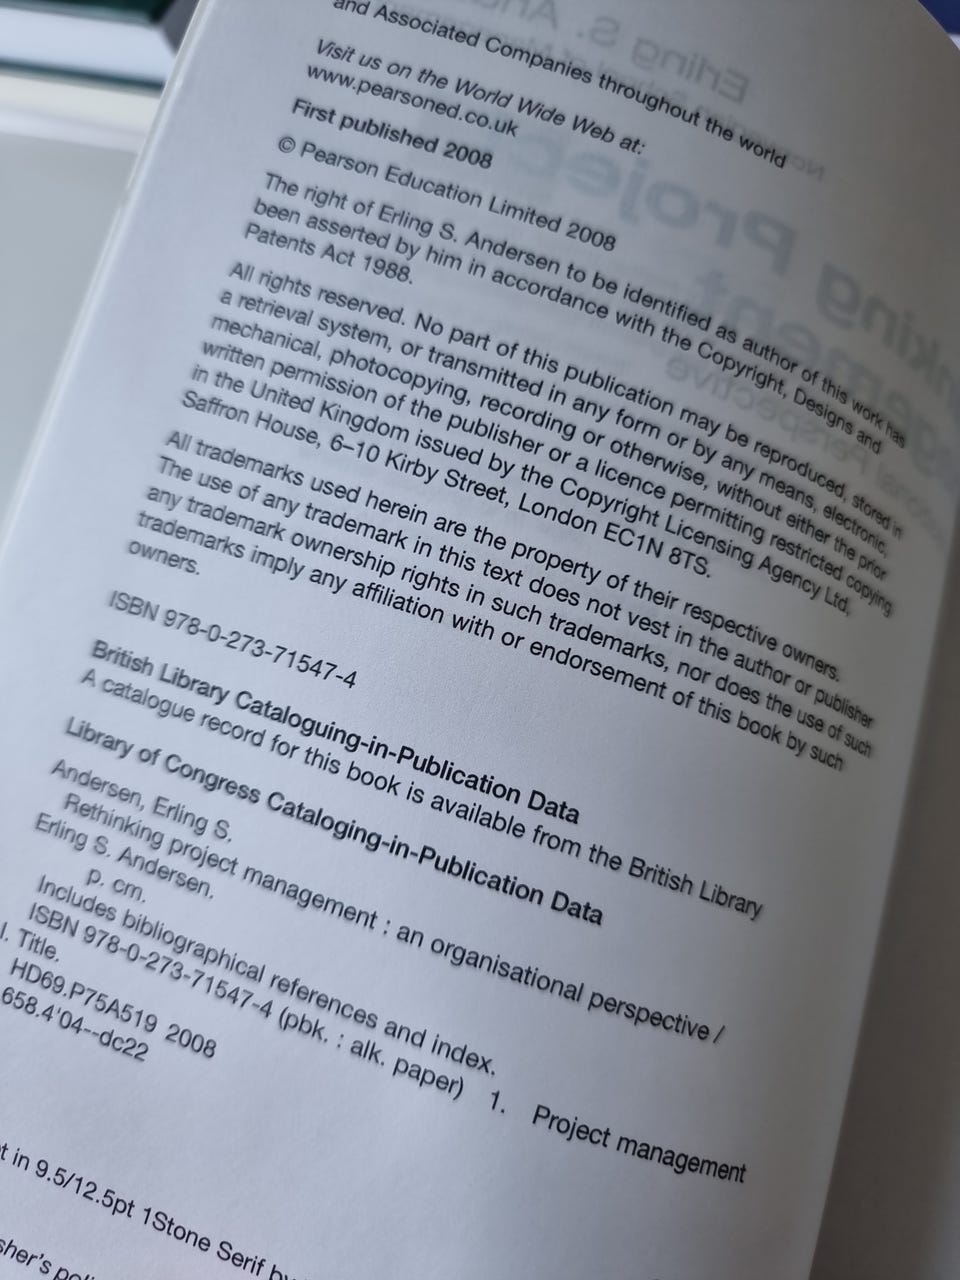 and Associated Companies throughout the world
Visit us on the World Wide Web at:
www.pearsoned.co.uk
First published 2008
© Pearson Education Limited 2008
The right of Erling S. Andersen to be identified as author of this work has
been asserted by him in accordance with the Copyright, Designs and
Patents Act 1988.
All rights reserved. No part of this publication may be reproduced, stored in
a retrieval system, or transmitted in any form or by any means, electronic,
mechanical, photocopying, recording or otherwise, without either the prior
written permission of the publisher or a licence permitting restricted copying
in the United Kingdom issued by the Copyright Licensing Agency Ltd,
Saffron House, 6–10 Kirby Street, London EC1N 8TS.
All trademarks used herein are the property of their respective owners.
The use of any trademark in this text does not vest in the author or publisher
any trademark ownership rights in such trademarks, nor does the use of such
trademarks imply any affiliation with or endorsement of this book by such
owners.
ISBN 978-0-273-71547-4
British Library Cataloguing-in-Publication Data
A catalogue record for this book is available from the British Library
Library of Congress Cataloging-in-Publication Data
Andersen, Erling S.
Rethinking project management : an organisational perspective /
Erling S. Andersen.
p. cm.
Includes bibliographical references and index.
ISBN 978-0-273-71547-4 (pbk. : alk. paper) 1. Project management
I. Title.
HD69.P75A519 2008
658.4'04--dc22
in 9.5/12.5pt 1Stone Serif by